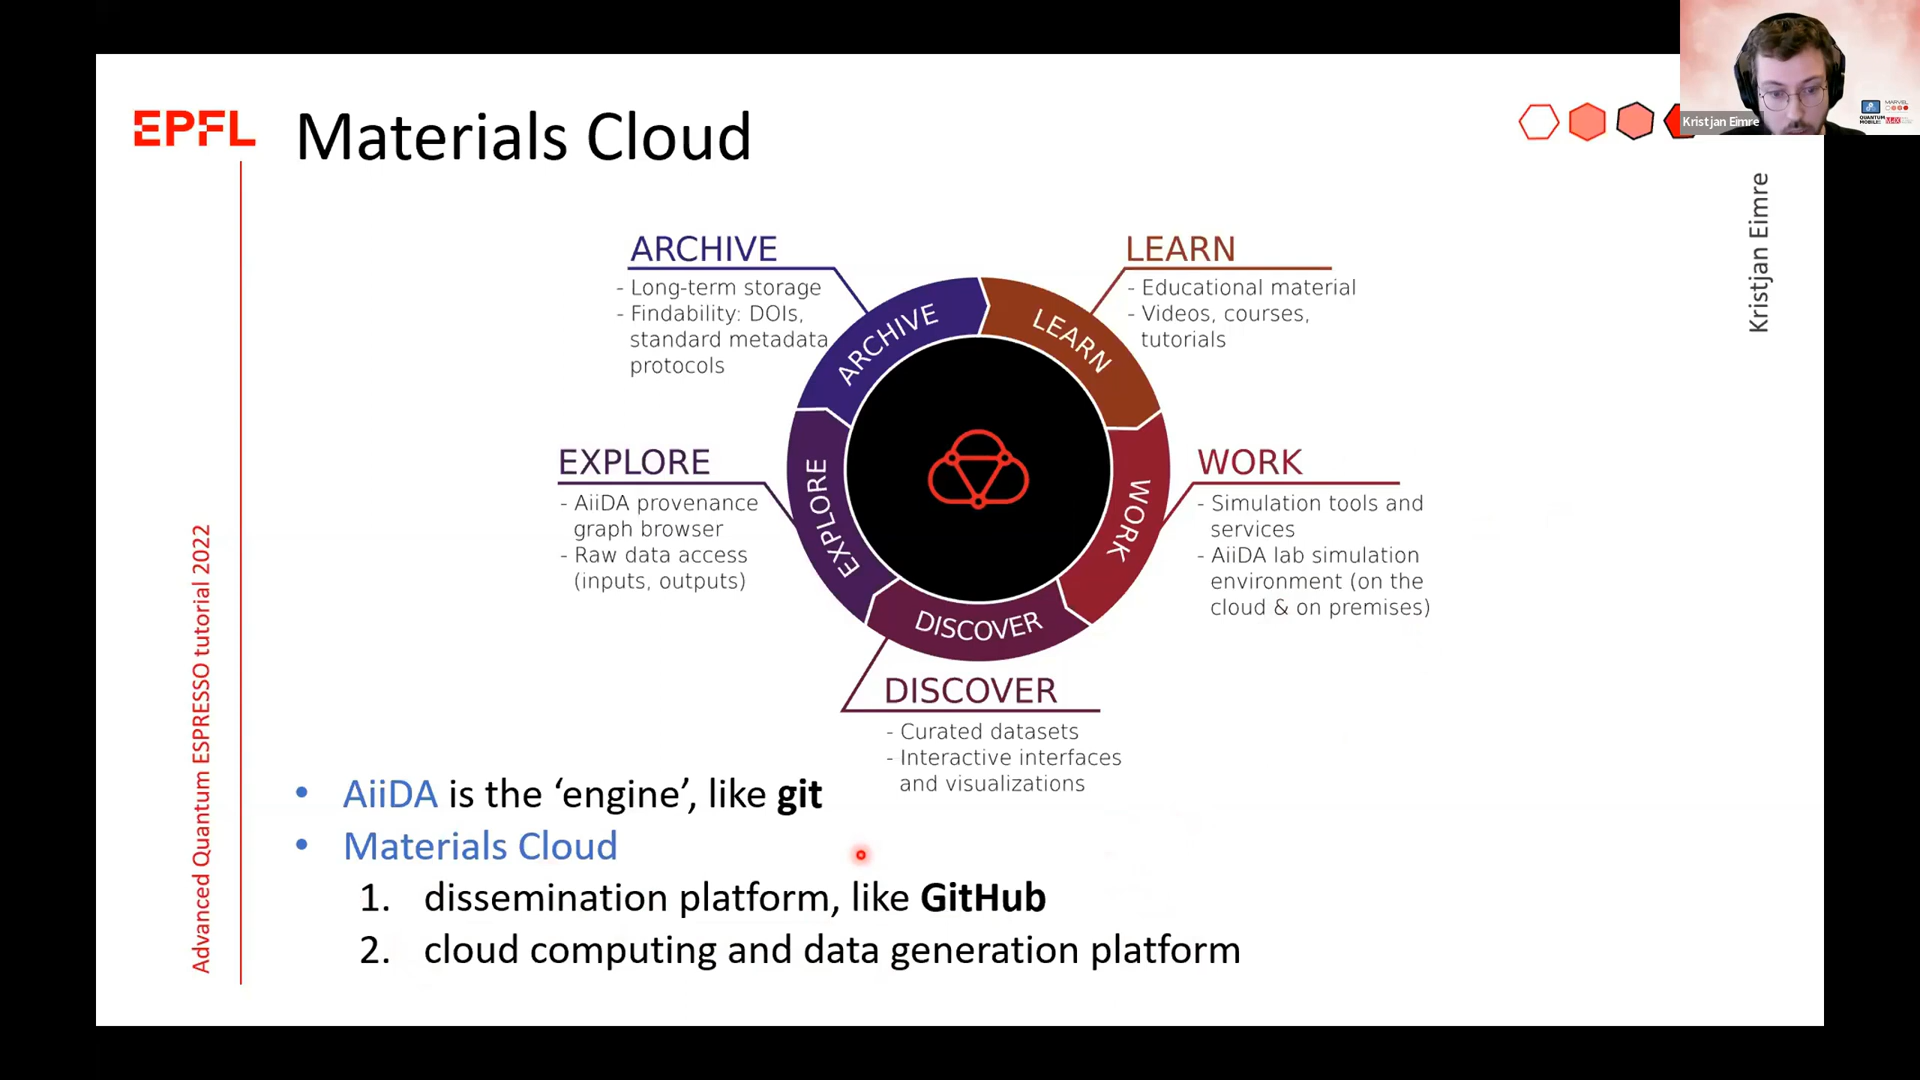 EPFL
Materials Cloud
Kristjan Eimre
Kristjan Eimre
Advanced Quantum ESPRESSO tutorial 2022
ARCHIVE
- Long-term storage
- Findability: DOIs,
standard metadata
protocols
LEARN
- Educational material
- Videos, courses,
tutorials
EXPLORE
- AiiDA provenance
graph browser
- Raw data access
(inputs, outputs)
WORK
- Simulation tools and
services
- AiiDA lab simulation
environment (on the
cloud & on premises)
ARCHIVE
LEARN
EXPLORE
WORK
DISCOVER
DISCOVER
- Curated datasets
- Interactive interfaces
and visualizations
• AiiDA is the ‘engine’, like git
• Materials Cloud
1. dissemination platform, like GitHub
2. cloud computing and data generation platform
MARVEL
QUANTUM
MOBILE